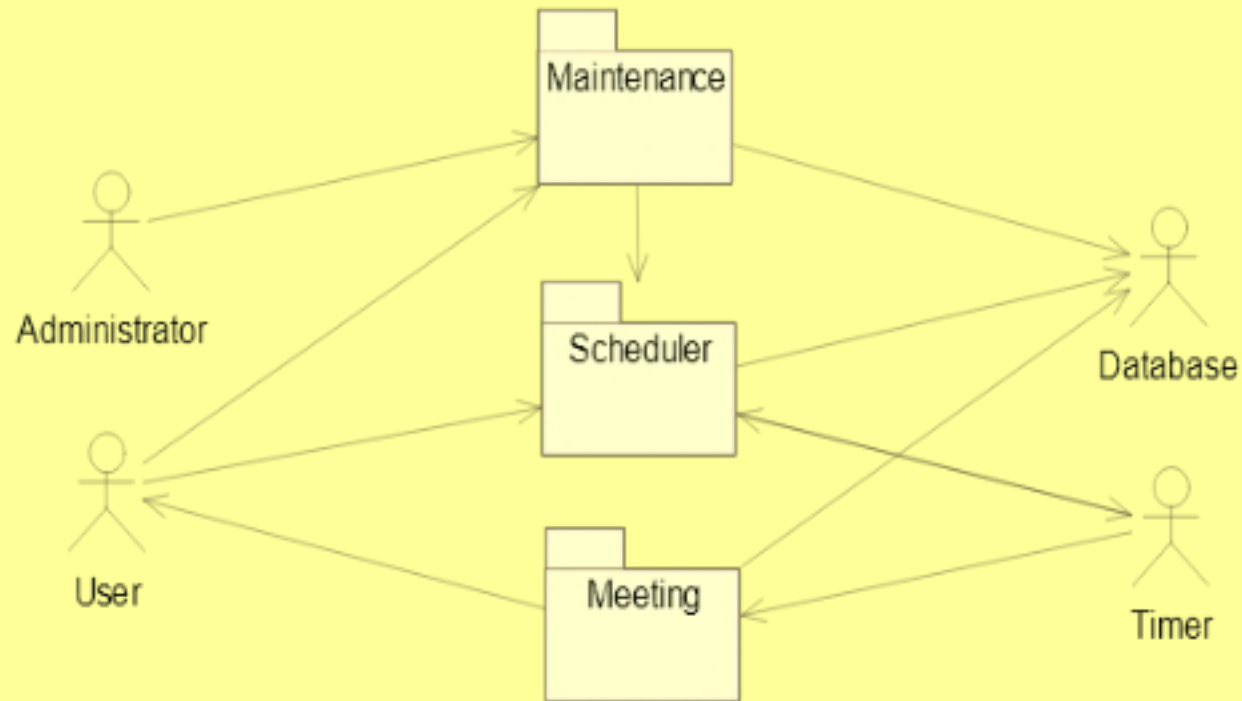 Maintenance
Administrator
Scheduler
Database
User
Meeting
Timer